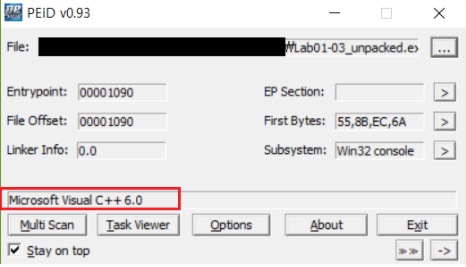 PEiD v0.93
File: ₩Lab01-03_unpacked.ex ...
Entrypoint: 00001090 EP Section: >
File Offset: 00001090 First Bytes: 55,8B,EC,6A >
Linker Info: 0.0 Subsystem: Win32 console >
Microsoft Visual C++ 6.0
Multi Scan Task Viewer Options About Exit
Stay on top >> ->